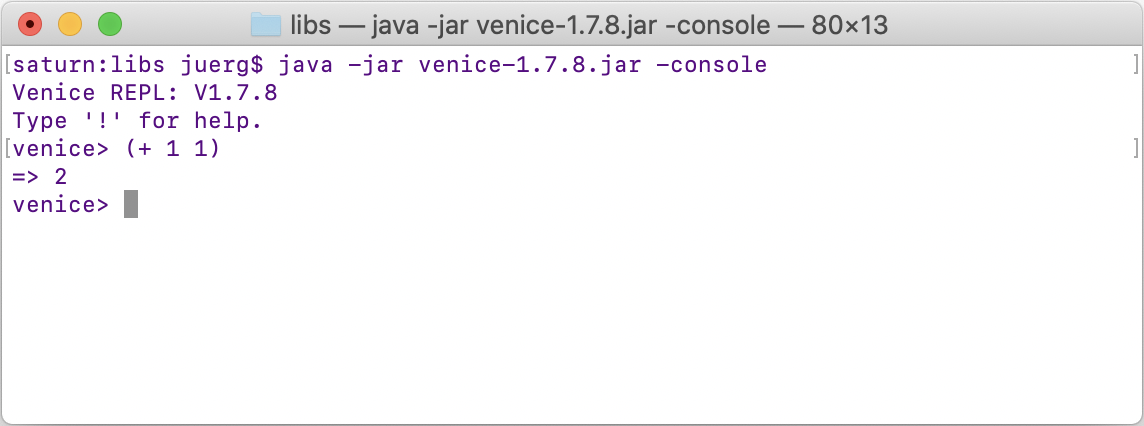 libs — java -jar venice-1.7.8.jar -console — 80×13
[saturn:libs juerg$ java -jar venice-1.7.8.jar -console ]
Venice REPL: V1.7.8
Type '!' for help.
[venice> (+ 1 1) ]
=> 2
venice>